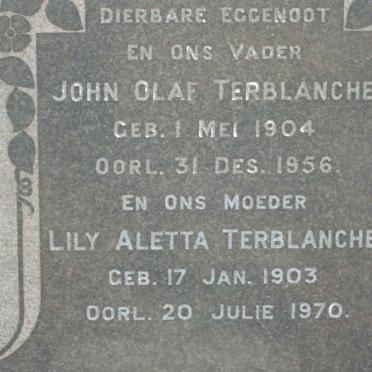 DIERBARE EGGENOOT
EN ONS VADER
JOHN OLAF TERBLANCHE
GEB. 1 MEI 1904
OORL. 31 DES. 1956.
EN ONS MOEDER
LILY ALETTA TERBLANCHE
GEB. 17 JAN. 1903
OORL. 20 JULIE 1970.